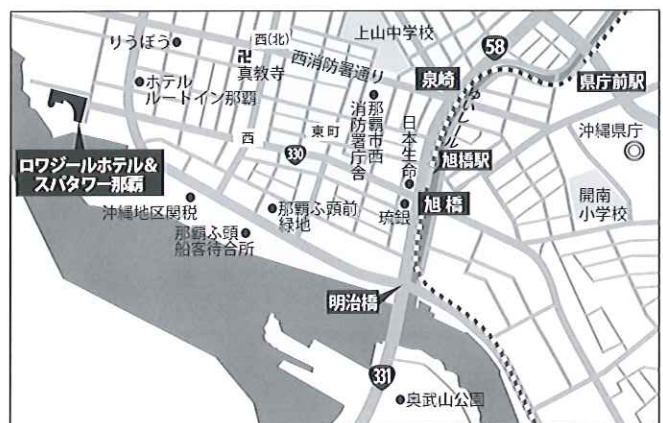 りうぼう
西(北)
上山中学校
58
真教寺
西消防署通り
泉崎
県庁前駅
ホテル
ルートイン那覇
ゆいレール
東町
那覇市西
消防署庁舎
日本生命
沖縄県庁
西
330
旭橋駅
ロワジールホテル&
スパタワー那覇
開南
小学校
沖縄地区関税
那覇ふ頭前
緑地
琉銀
旭橋
那覇ふ頭
船客待合所
明治橋
331
奥武山公園